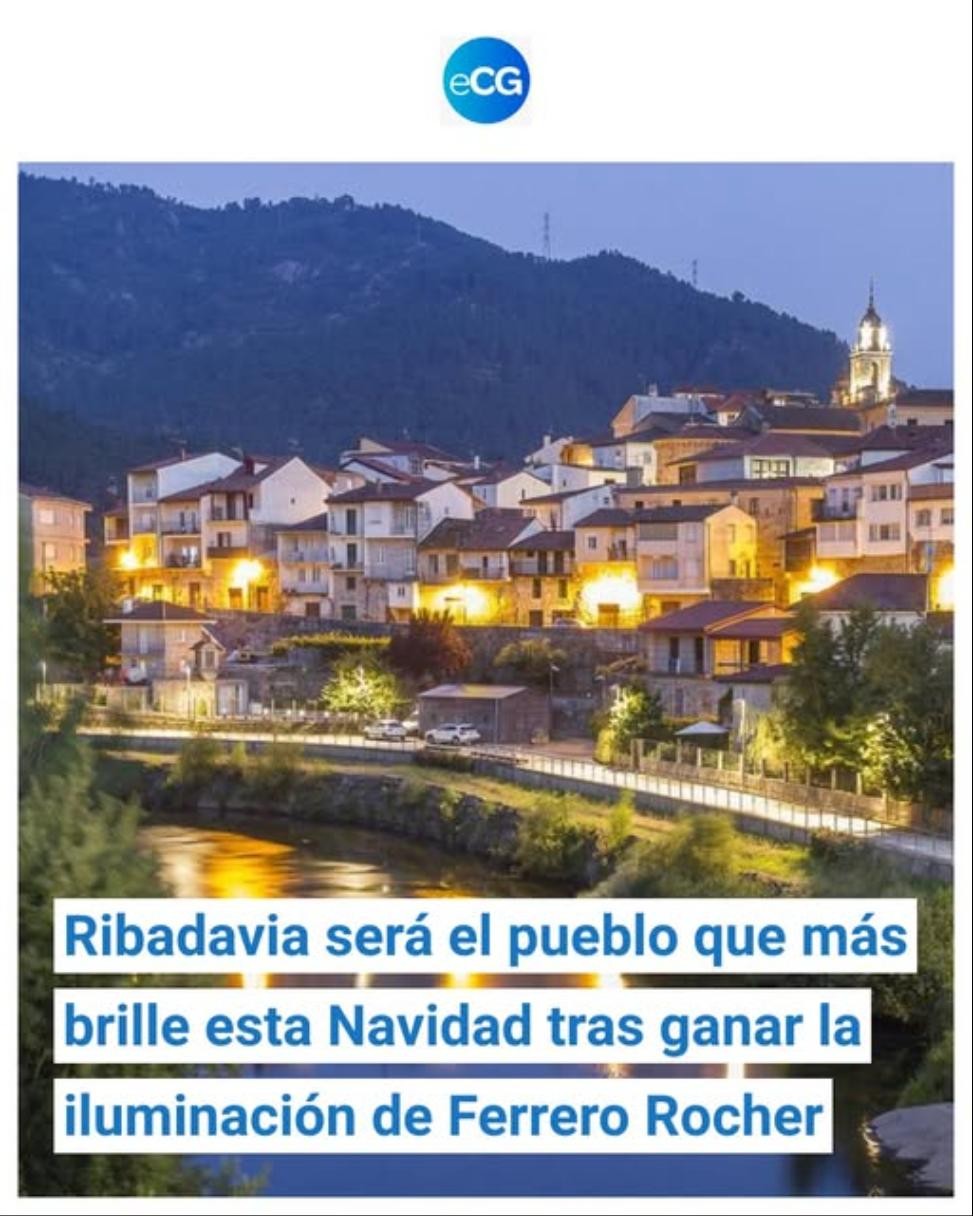 eCG
Ribadavia será el pueblo que más
brille esta Navidad tras ganar la
iluminación de Ferrero Rocher